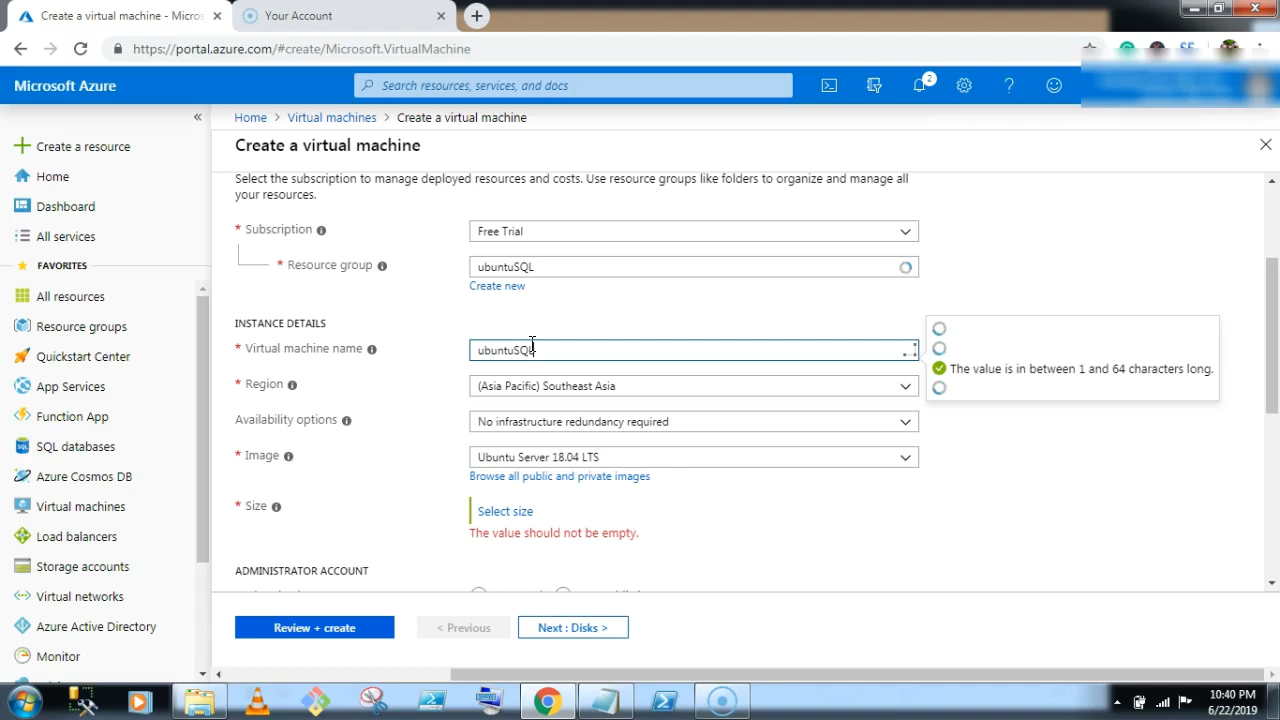 Create a virtual machine - Micros
Your Account
https://portal.azure.com/#create/Microsoft.VirtualMachine
Microsoft Azure
Search resources, services, and docs
2
Home > Virtual machines > Create a virtual machine
Create a virtual machine
Create a resource
Home
Dashboard
All services
FAVORITES
All resources
Resource groups
Quickstart Center
App Services
Function App
SQL databases
Azure Cosmos DB
Virtual machines
Load balancers
Storage accounts
Virtual networks
Azure Active Directory
Monitor
Select the subscription to manage deployed resources and costs. Use resource groups like folders to organize and manage all
your resources.
* Subscription
Free Trial
* Resource group
ubuntuSQL
Create new
INSTANCE DETAILS
* Virtual machine name
ubuntuSQL
The value is in between 1 and 64 characters long.
* Region
(Asia Pacific) Southeast Asia
Availability options
No infrastructure redundancy required
* Image
Ubuntu Server 18.04 LTS
Browse all public and private images
* Size
Select size
The value should not be empty.
ADMINISTRATOR ACCOUNT
Review + create
< Previous
Next : Disks >
10:40 PM
6/22/2019